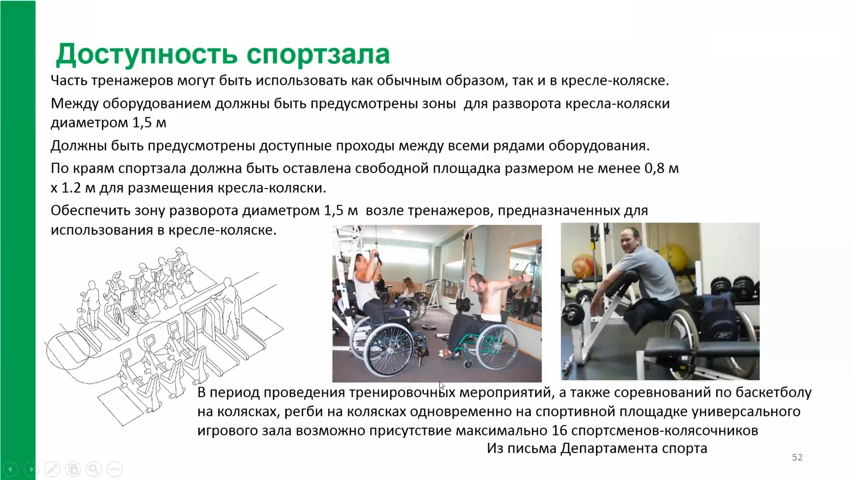 Доступность спортзала
Часть тренажеров могут быть использовать как обычным образом, так и в кресле-коляске.
Между оборудованием должны быть предусмотрены зоны для разворота кресла-коляски
диаметром 1,5 м
Должны быть предусмотрены доступные проходы между всеми рядами оборудования.
По краям спортзала должна быть оставлена свободной площадка размером не менее 0,8 м
х 1.2 м для размещения кресла-коляски.
Обеспечить зону разворота диаметром 1,5 м возле тренажеров, предназначенных для
использования в кресле-коляске.
В период проведения тренировочных мероприятий, а также соревнований по баскетболу
на колясках, регби на колясках одновременно на спортивной площадке универсального
игрового зала возможно присутствие максимально 16 спортсменов-колясочников
Из письма Департамента спорта
52